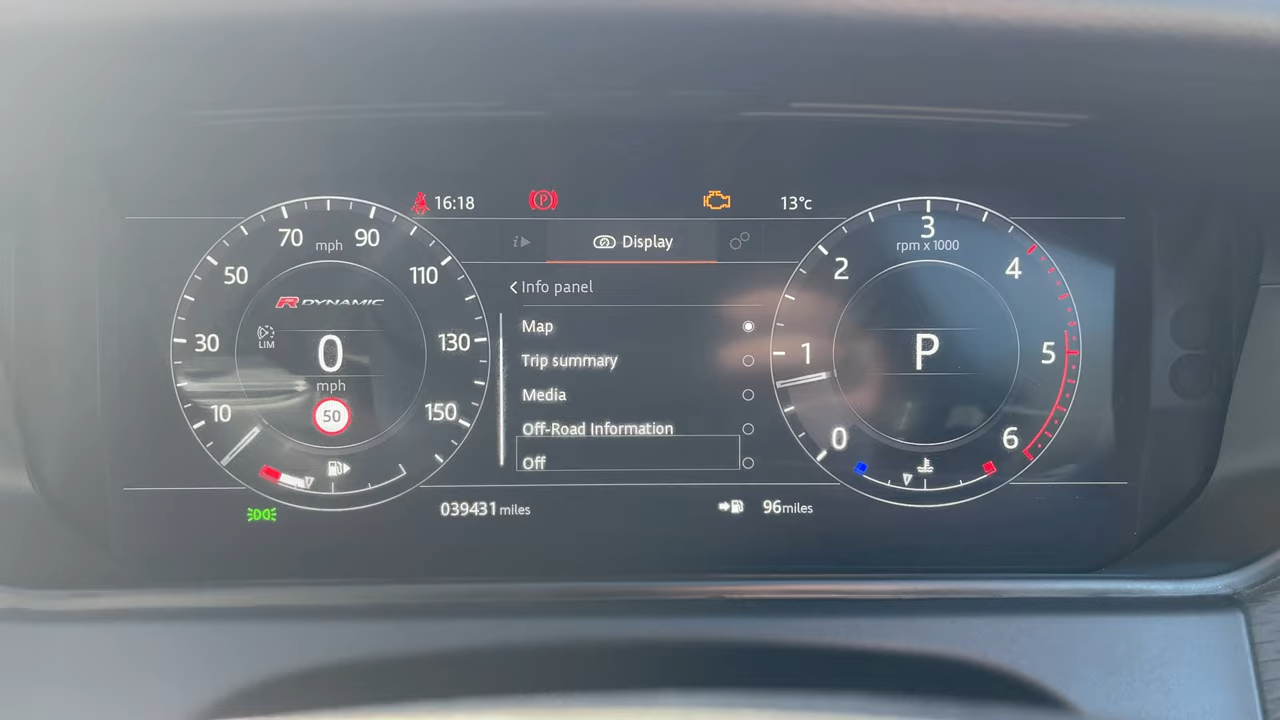 16:18
P
13°c
i
Display
Info panel
Map
Trip summary
Media
Off-Road Information
Off
10
30
50
70
mph
90
110
130
150
R DYNAMIC
LIM
0
mph
50
0
1
2
3
rpm x 1000
4
5
6
P
039431 miles
96 miles